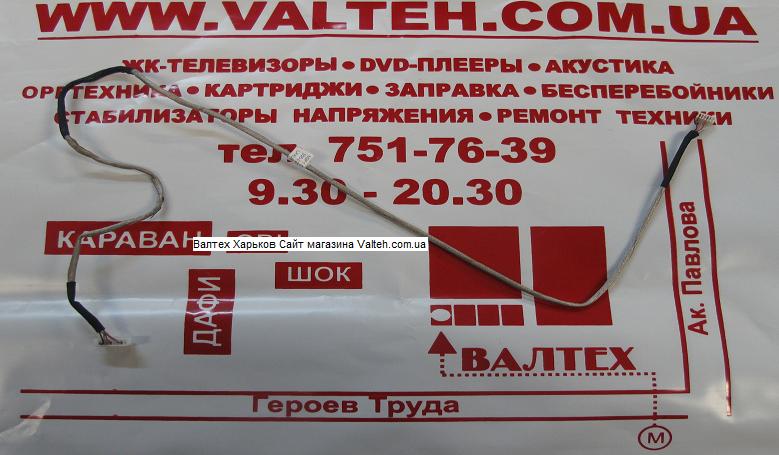 WWW.VALTEH.COM.UA
ЖК-ТЕЛЕВИЗОРЫ • DVD-ПЛЕЕРЫ • АКУСТИКА
ОРГТЕХНИКА • КАРТРИДЖИ • ЗАПРАВКА • БЕСПЕРЕБОЙНИКИ
СТАБИЛИЗАТОРЫ НАПРЯЖЕНИЯ • РЕМОНТ ТЕХНИКИ
тел. 751-76-39
9.30 - 20.30
КАРАВАН
Валтех Харьков Сайт магазина Valteh.com.ua
ШОК
ДАФИ
Ак. Павлова
ВАЛТЕХ
Героев Труда
М